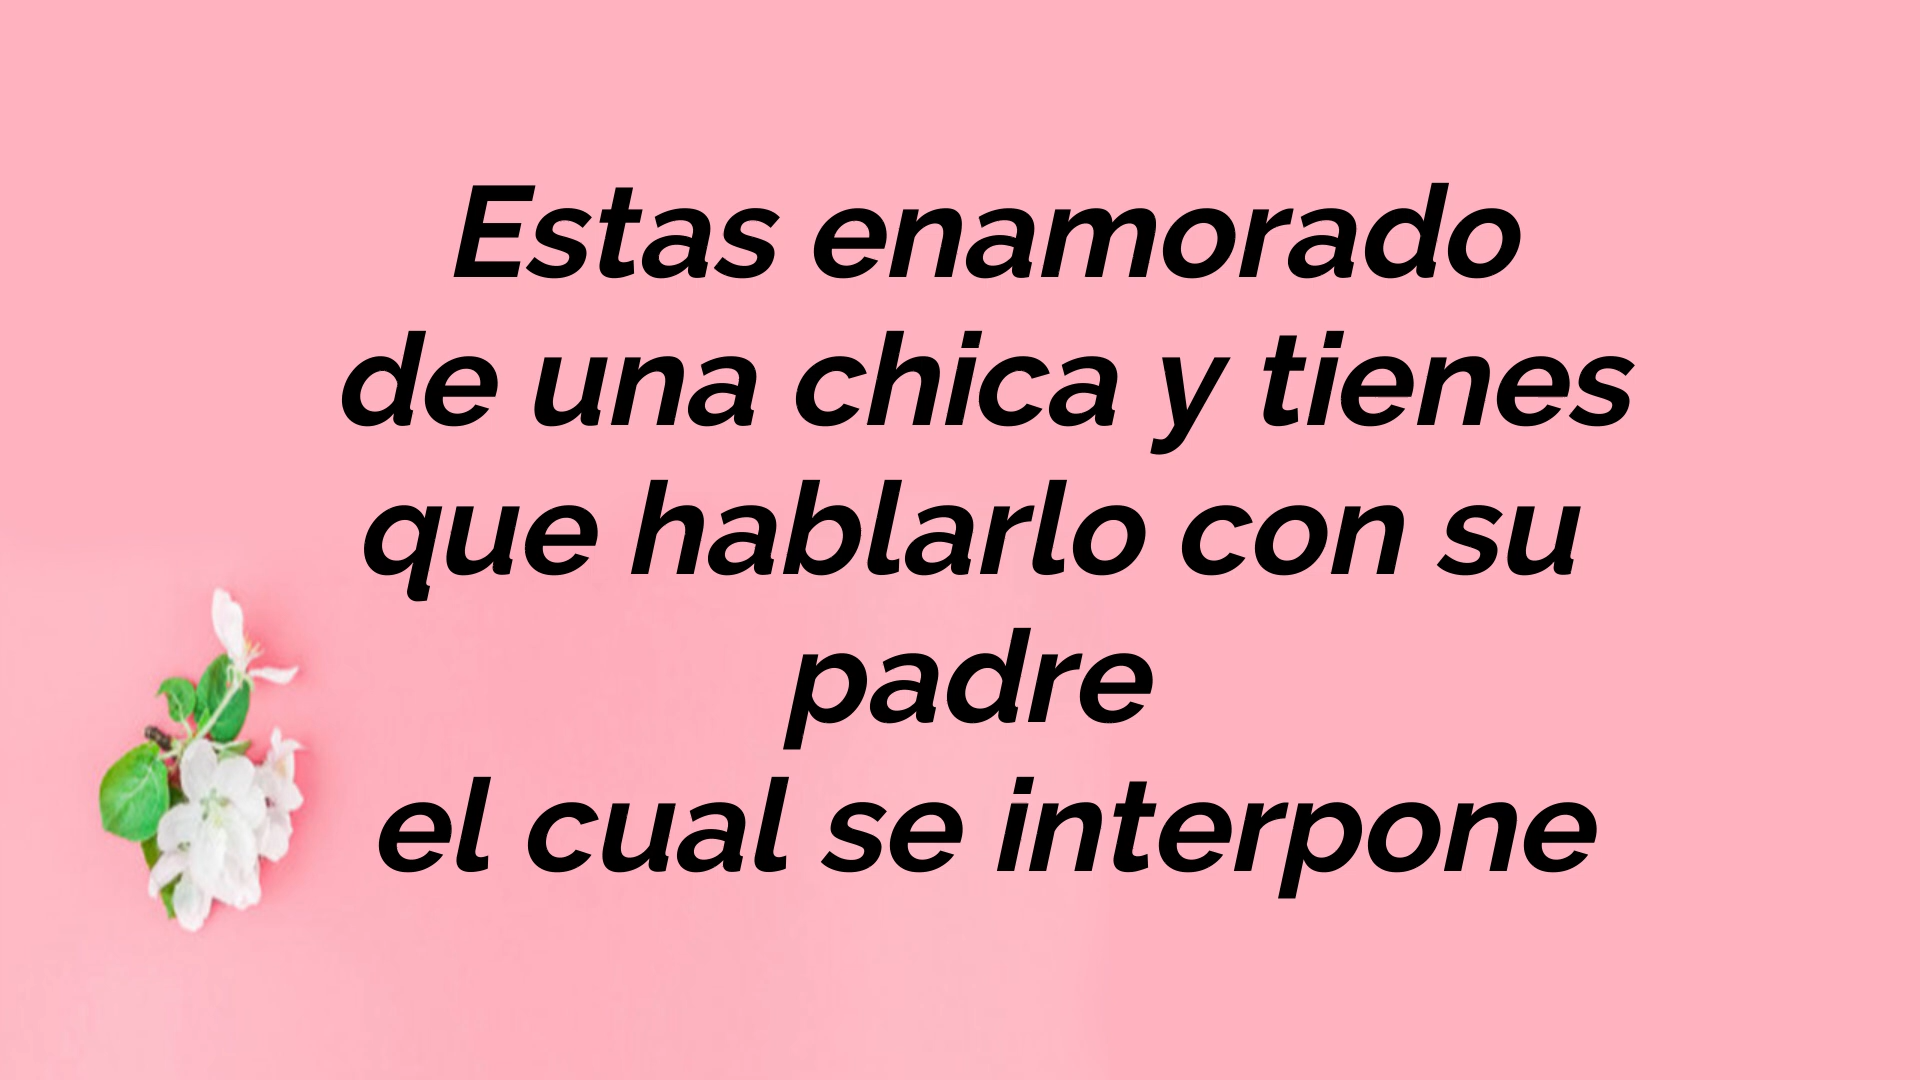 Estas enamorado
de una chica y tienes
que hablarlo con su
padre
el cual se interpone